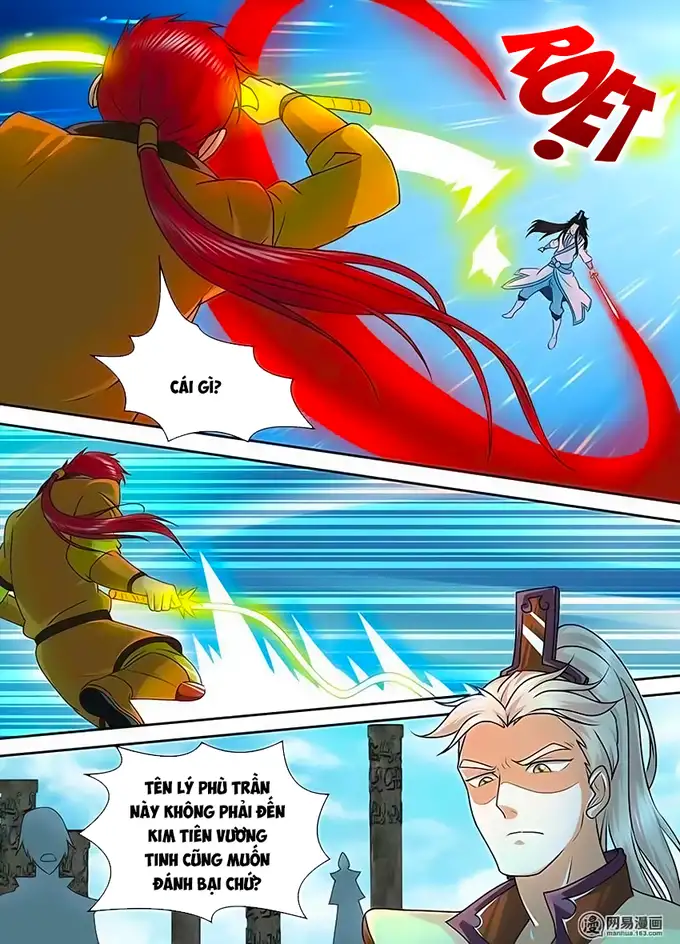 ROẸT
CÁI GÌ?
TÊN LÝ PHÙ TRẦN
NÀY KHÔNG PHẢI ĐẾN
KIM TIÊN VƯƠNG
TINH CŨNG MUỐN
ĐÁNH BẠI CHỨ?
网易漫画
manhua.163.com